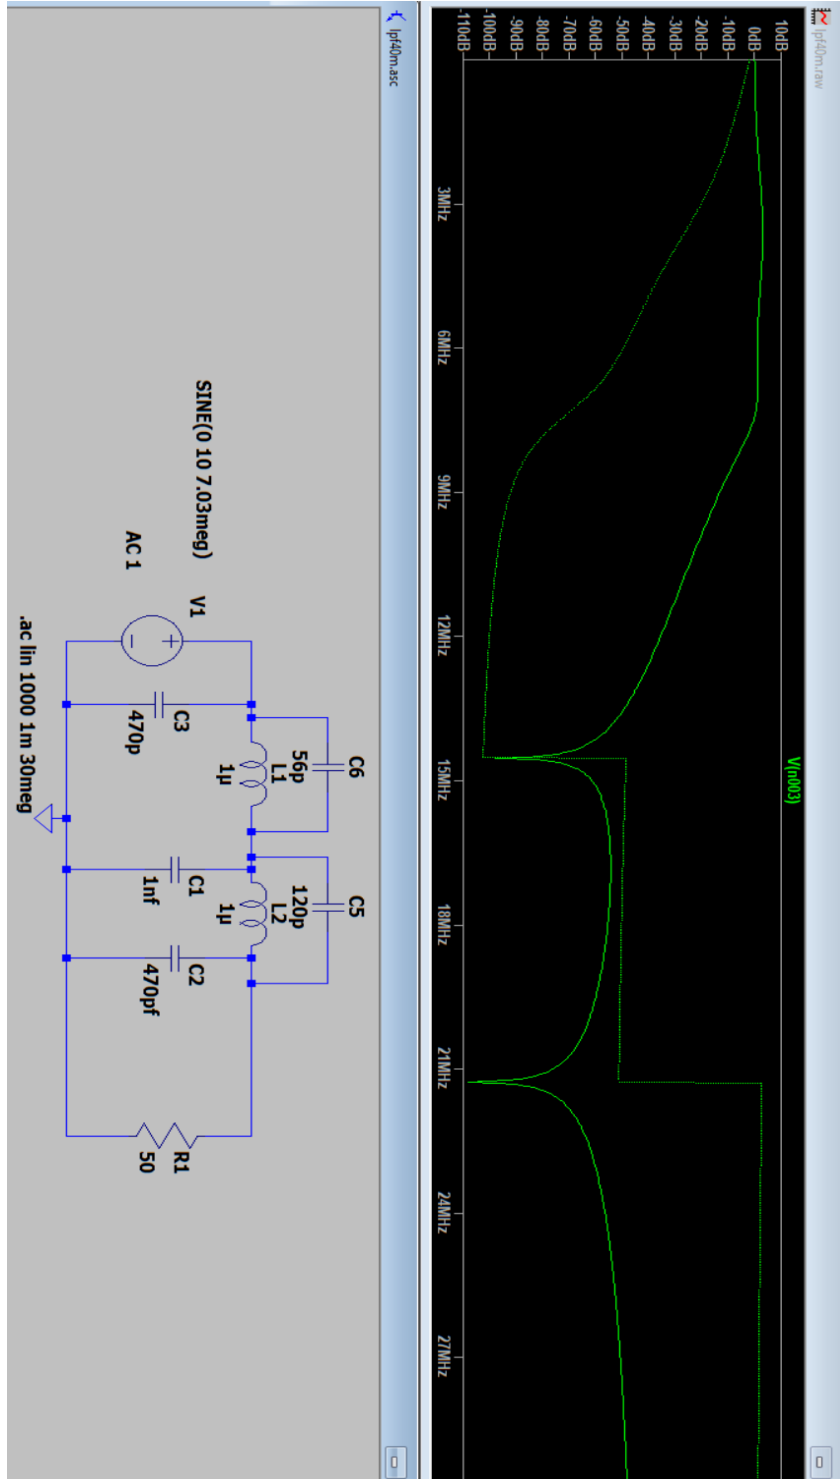 lpf40m.raw
V(n003)
10dB
0dB
-10dB
-20dB
-30dB
-40dB
-50dB
-60dB
-70dB
-80dB
-90dB
-100dB
-110dB
3MHz
6MHz
9MHz
12MHz
15MHz
18MHz
21MHz
24MHz
27MHz
lpf40m.asc
C6
56p
L1
1µ
C5
120p
L2
1µ
V1
SINE(0 10 7.03meg)
AC 1
C3
470p
C1
1nf
C2
470pf
R1
50
.ac lin 1000 1m 30meg